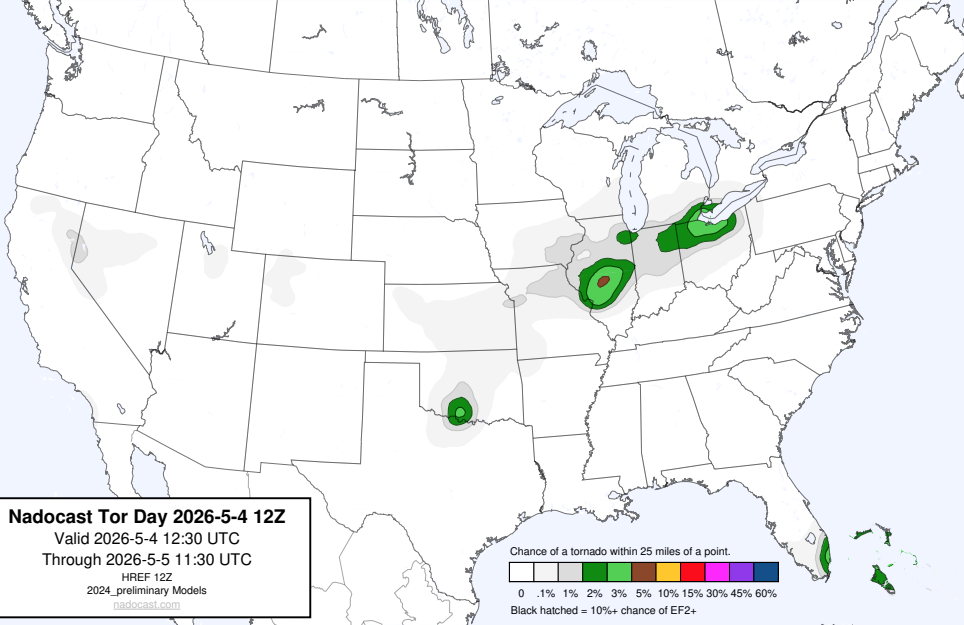 Nadocast Tor Day 2026-5-4 12Z
Valid 2026-5-4 12:30 UTC
Through 2026-5-5 11:30 UTC
HREF 12Z
2024_preliminary Models
nadocast.com
Chance of a tornado within 25 miles of a point.
0 .1% 1% 2% 3% 5% 10% 15% 30% 45% 60%
Black hatched = 10%+ chance of EF2+